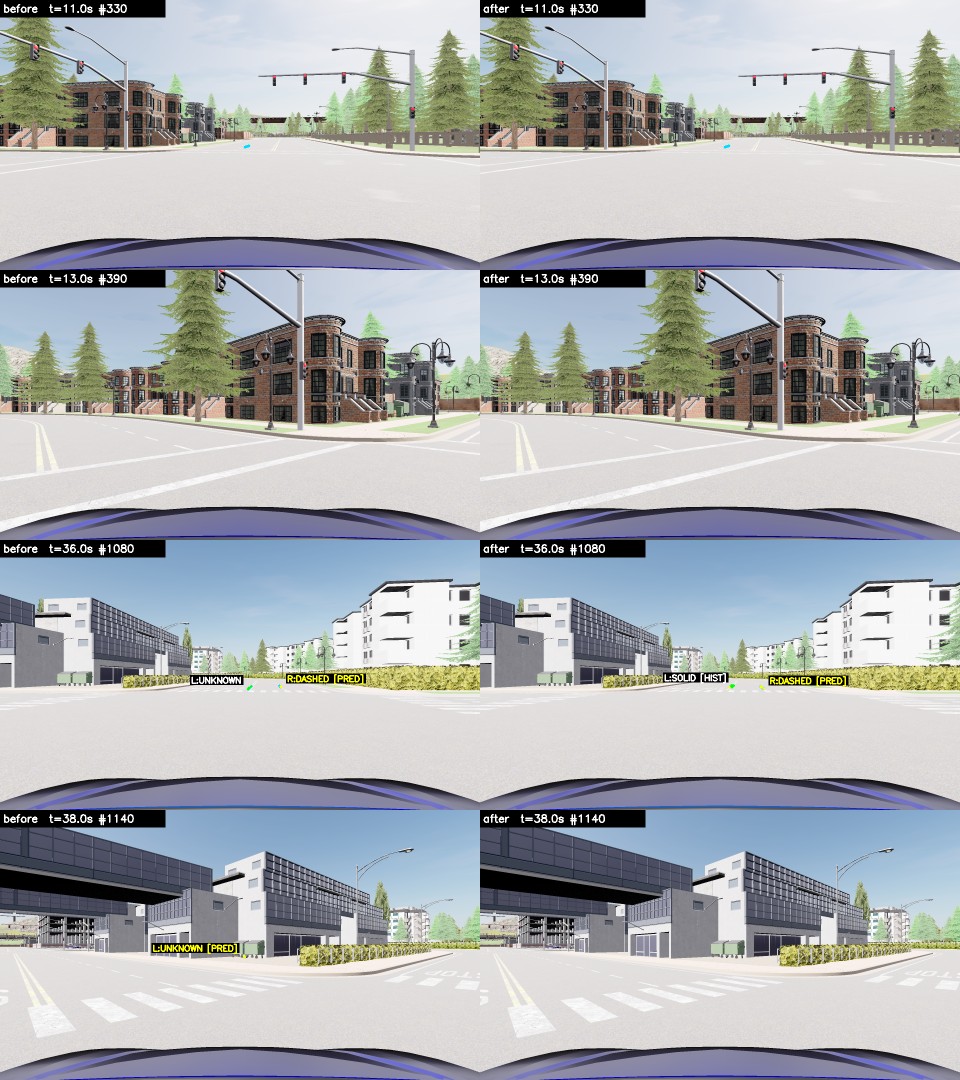 before t=11.0s #330
after t=11.0s #330
before t=13.0s #390
after t=13.0s #390
before t=36.0s #1080
after t=36.0s #1080
L:UNKNOWN
R:DASHED [PRED]
L:SOLID [HIST]
R:DASHED [PRED]
before t=38.0s #1140
after t=38.0s #1140
L:UNKNOWN [PRED]
STOP
STOP